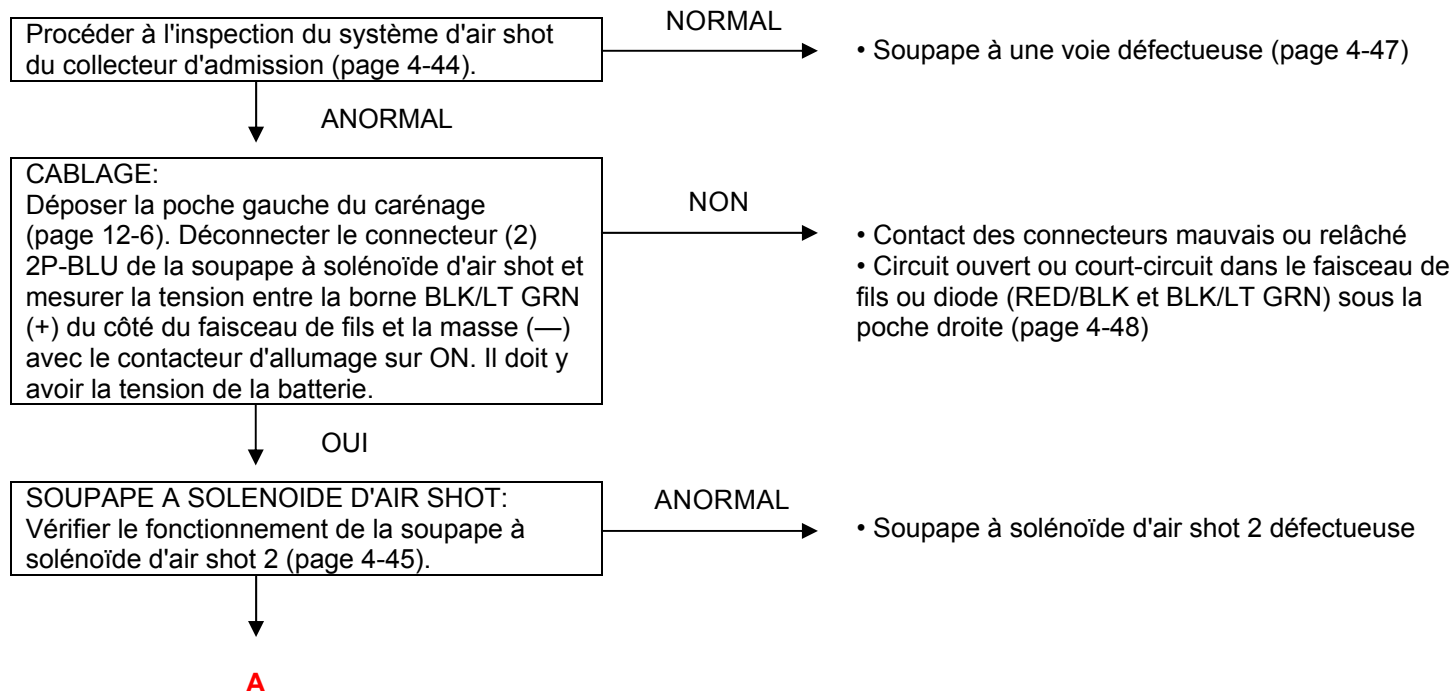 Procéder à l'inspection du système d'air shot
du collecteur d'admission (page 4-44).
NORMAL
• Soupape à une voie défectueuse (page 4-47)
ANORMAL
CABLAGE:
Déposer la poche gauche du carénage
(page 12-6). Déconnecter le connecteur (2)
2P-BLU de la soupape à solénoïde d'air shot et
mesurer la tension entre la borne BLK/LT GRN
(+) du côté du faisceau de fils et la masse (—)
avec le contacteur d'allumage sur ON. Il doit y
avoir la tension de la batterie.
NON
• Contact des connecteurs mauvais ou relâché
• Circuit ouvert ou court-circuit dans le faisceau de
fils ou diode (RED/BLK et BLK/LT GRN) sous la
poche droite (page 4-48)
OUI
SOUPAPE A SOLENOIDE D'AIR SHOT:
Vérifier le fonctionnement de la soupape à
solénoïde d'air shot 2 (page 4-45).
ANORMAL
• Soupape à solénoïde d'air shot 2 défectueuse
A